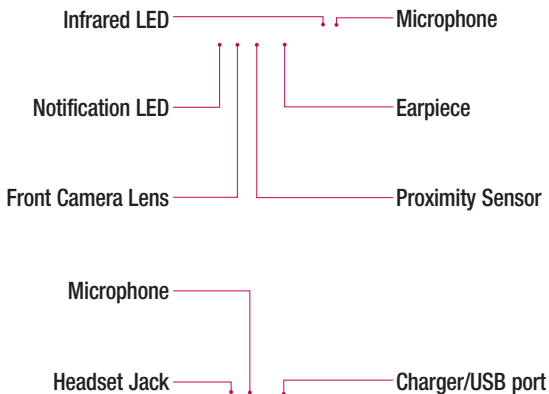 Infrared LED
Microphone
Notification LED
Earpiece
Front Camera Lens
Proximity Sensor
Microphone
Headset Jack
Charger/USB port